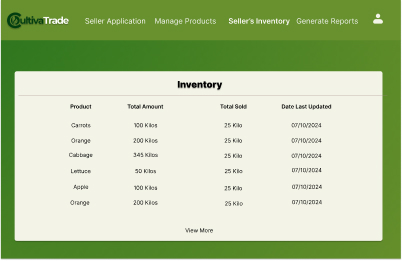 CultivaTrade Seller Application Manage Products Seller's Inventory Generate Reports
Inventory
Product Total Amount Total Sold Date Last Updated
Carrots 100 Kilos 25 Kilo 07/10/2024
Orange 200 Kilos 25 Kilo 07/10/2024
Cabbage 345 Kilos 25 Kilo 07/10/2024
Lettuce 50 Kilos 25 Kilo 07/10/2024
Apple 100 Kilos 25 Kilo 07/10/2024
Orange 200 Kilos 25 Kilo 07/10/2024
View More